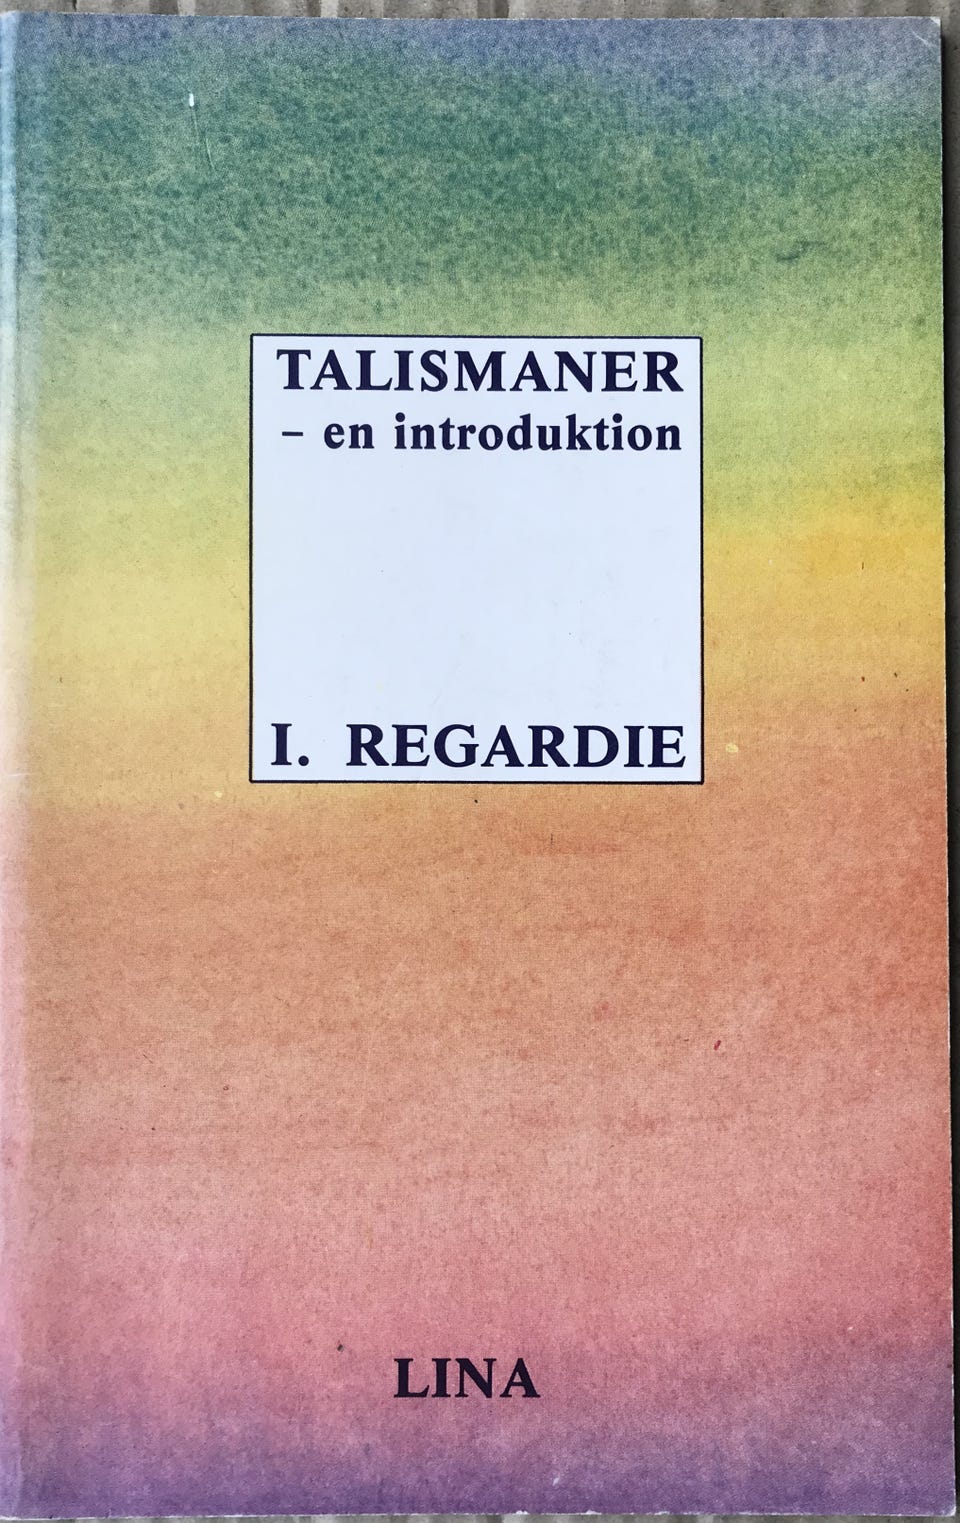 TALISMANER
– en introduktion
I. REGARDIE
LINA